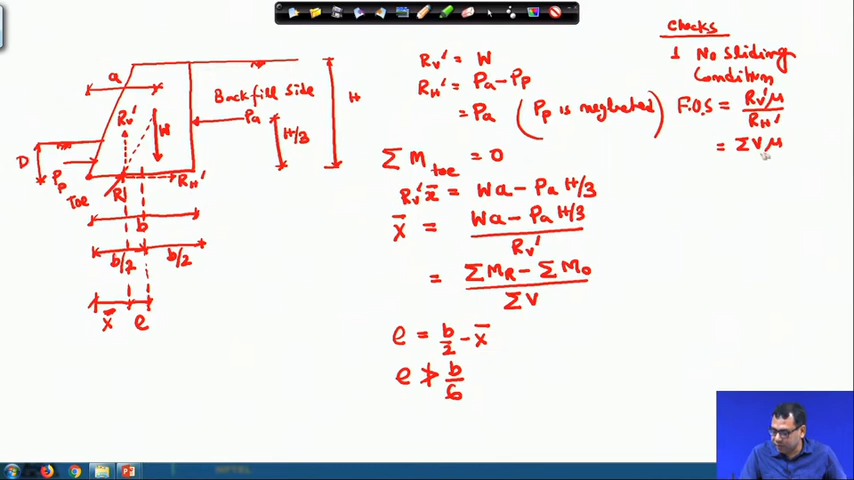 Checks
1 No sliding
Condition
F.O.S = Rv'μ / RH'
= ΣVμ
Rv' = W
RH' = Pa - Pp
= Pa (Pp is neglected)
Σ M toe = 0
Rv' x̄ = Wa - Pa H/3
x̄ = Wa - Pa H/3 / Rv'
= ΣMR - ΣMo / ΣV
e = b/2 - x̄
e ≯ b/6
a
Backfill side
H
Rv'
W
Pa
H/3
D
Pp
Toe
R
RH'
b
b/2 b/2
x̄ e